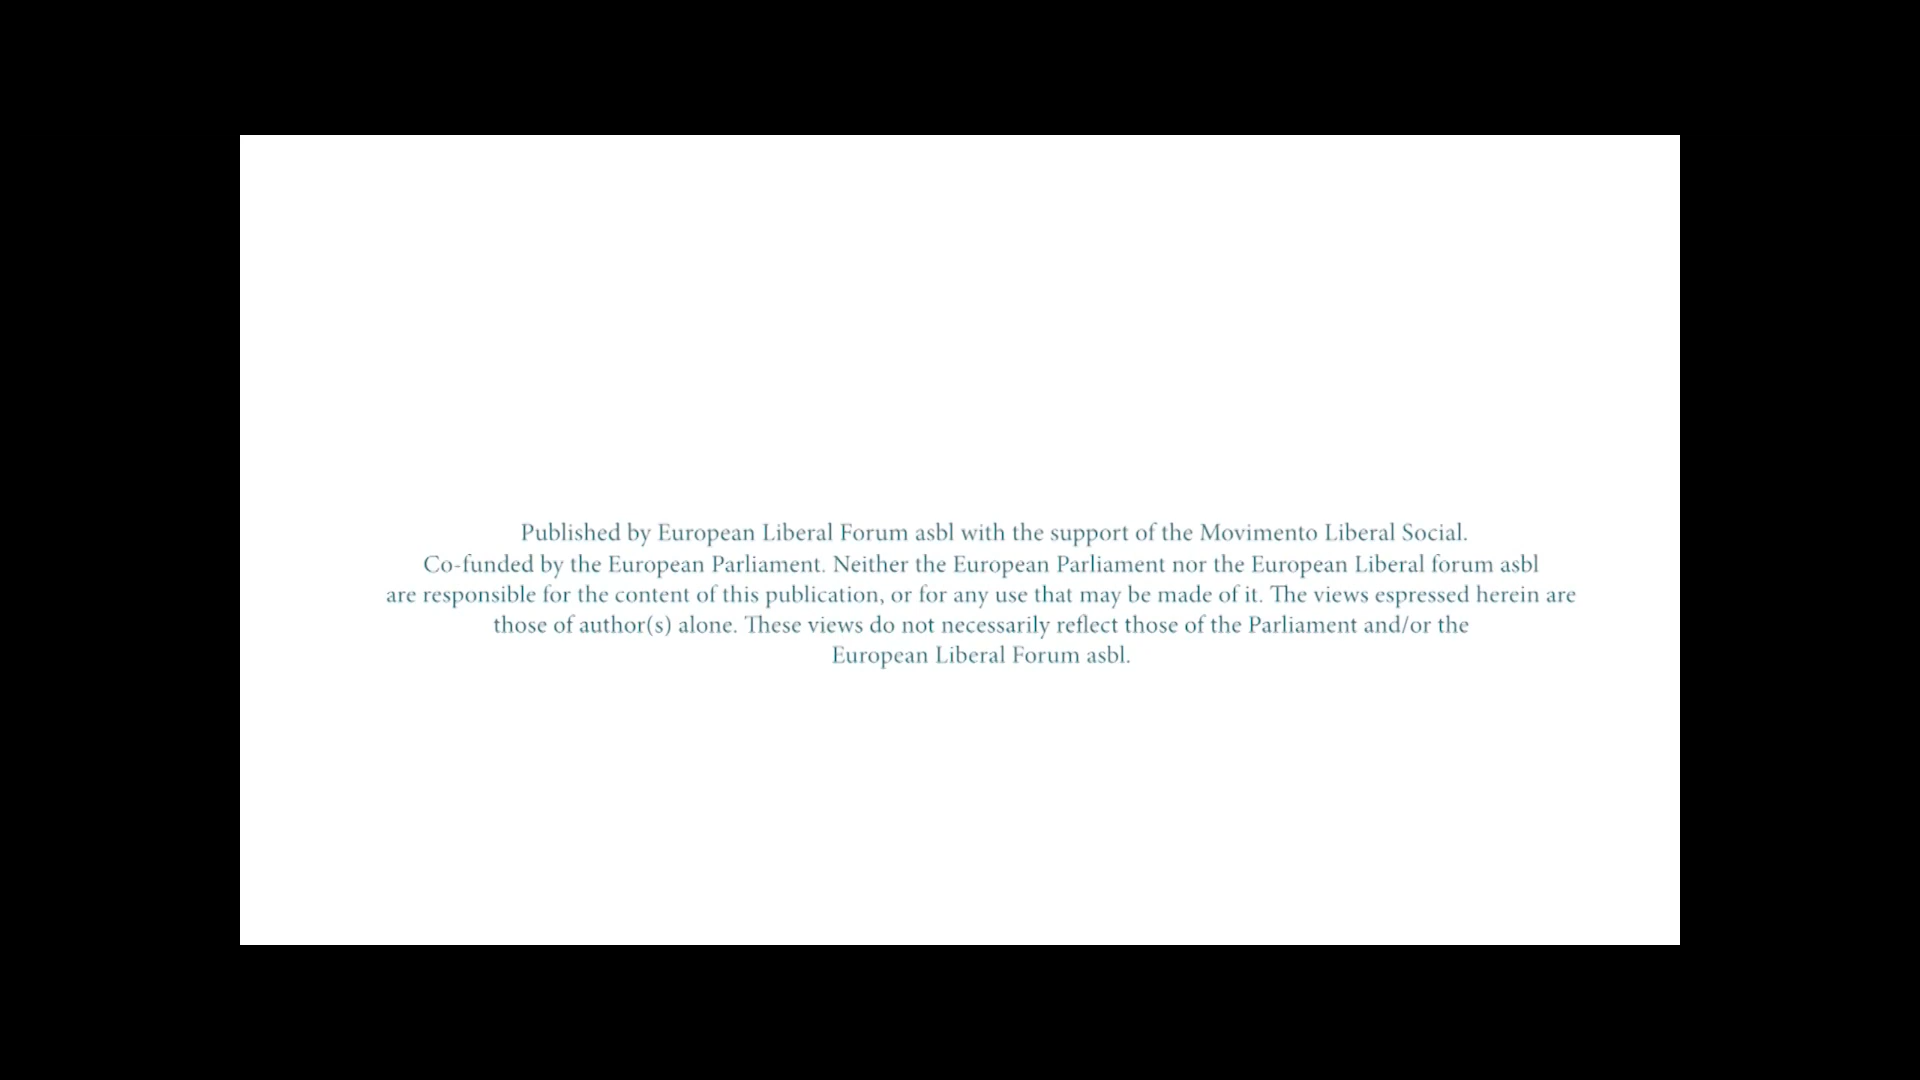 Published by European Liberal Forum asbl with the support of the Movimento Liberal Social.
Co-funded by the European Parliament. Neither the European Parliament nor the European Liberal forum asbl
are responsible for the content of this publication, or for any use that may be made of it. The views espressed herein are
those of author(s) alone. These views do not necessarily reflect those of the Parliament and/or the
European Liberal Forum asbl.